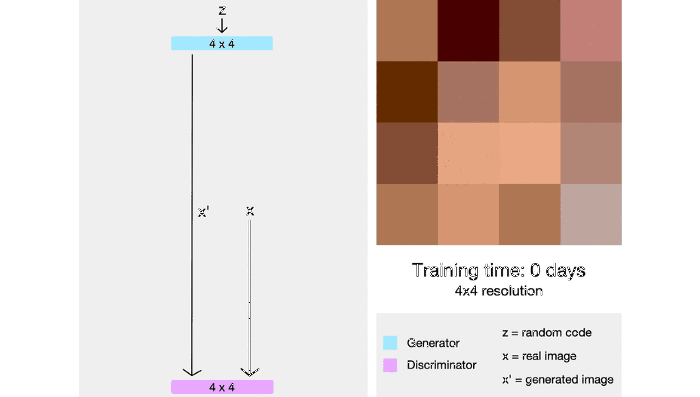 z
4 x 4
x'
x
4 x 4
Training time: 0 days
4x4 resolution
Generator
Discriminator
z = random code
x = real image
x' = generated image